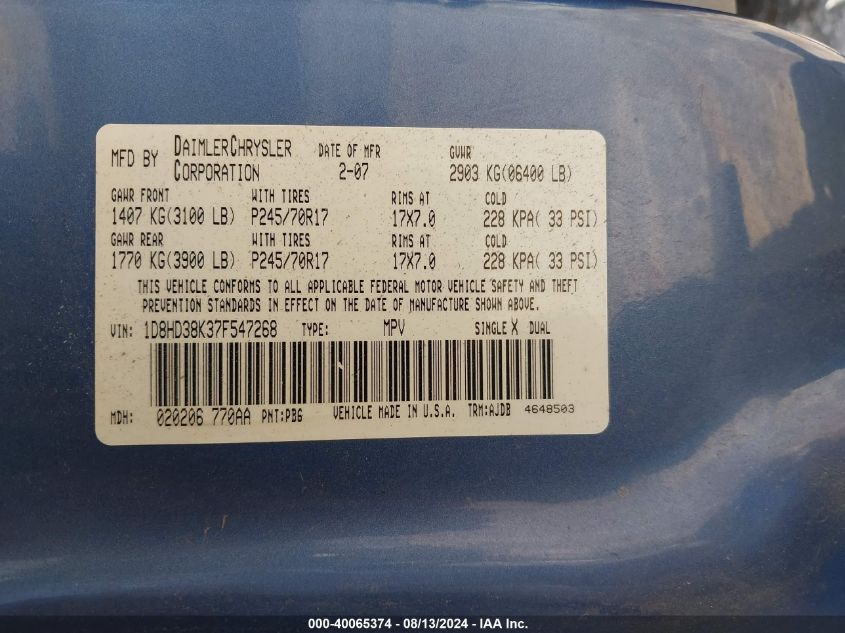 MFD BY DAIMLERCHRYSLER CORPORATION DATE OF MFR 2-07 GVWR 2903 KG(06400 LB)
GAWR FRONT WITH TIRES RIMS AT COLD
1407 KG(3100 LB) P245/70R17 17X7.0 228 KPA( 33 PSI)
GAWR REAR WITH TIRES RIMS AT COLD
1770 KG(3900 LB) P245/70R17 17X7.0 228 KPA( 33 PSI)
THIS VEHICLE CONFORMS TO ALL APPLICABLE FEDERAL MOTOR VEHICLE SAFETY AND THEFT
PREVENTION STANDARDS IN EFFECT ON THE DATE OF MANUFACTURE SHOWN ABOVE.
VIN: 1D8HD38K37F547268 TYPE: MPV SINGLE X DUAL
MDH: 020206 770AA PNT:PBG VEHICLE MADE IN U.S.A. TRM:AJDB 4648503
000-40065374 - 08/13/2024 - IAA Inc.